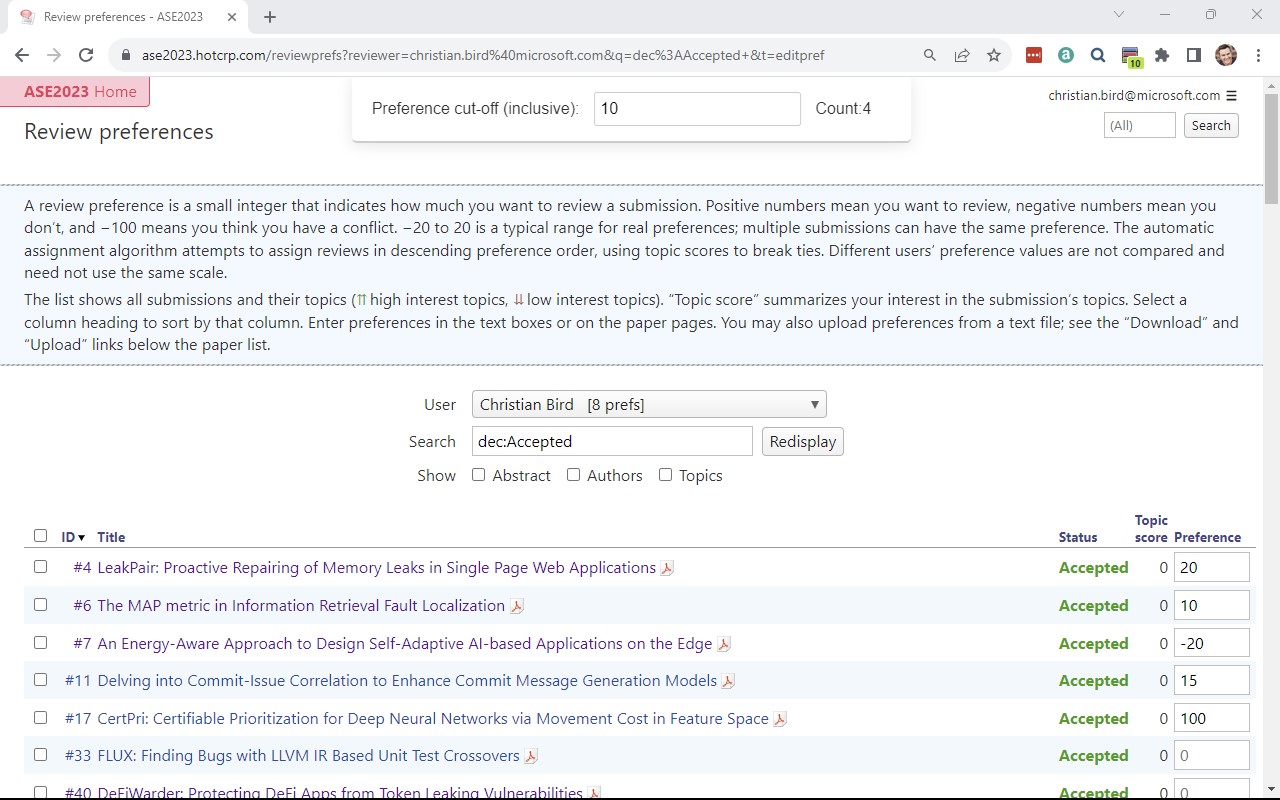 Review preferences - ASE2023
ase2023.hotcrp.com/reviewprefs?reviewer=christian.bird%40microsoft.com&q=dec%3AAccepted+&t=editpref
10
ASE2023 Home
Preference cut-off (inclusive): 10 Count:4
christian.bird@microsoft.com
Review preferences
(All) Search
A review preference is a small integer that indicates how much you want to review a submission. Positive numbers mean you want to review, negative numbers mean you
don't, and −100 means you think you have a conflict. −20 to 20 is a typical range for real preferences; multiple submissions can have the same preference. The automatic
assignment algorithm attempts to assign reviews in descending preference order, using topic scores to break ties. Different users' preference values are not compared and
need not use the same scale.
The list shows all submissions and their topics (⇈ high interest topics, ⇊ low interest topics). “Topic score” summarizes your interest in the submission's topics. Select a
column heading to sort by that column. Enter preferences in the text boxes or on the paper pages. You may also upload preferences from a text file; see the “Download” and
“Upload” links below the paper list.
User Christian Bird [8 prefs]
Search dec:Accepted Redisplay
Show Abstract Authors Topics
ID Title Status Topic score Preference
#4 LeakPair: Proactive Repairing of Memory Leaks in Single Page Web Applications Accepted 0 20
#6 The MAP metric in Information Retrieval Fault Localization Accepted 0 10
#7 An Energy-Aware Approach to Design Self-Adaptive AI-based Applications on the Edge Accepted 0 -20
#11 Delving into Commit-Issue Correlation to Enhance Commit Message Generation Models Accepted 0 15
#17 CertPri: Certifiable Prioritization for Deep Neural Networks via Movement Cost in Feature Space Accepted 0 100
#33 FLUX: Finding Bugs with LLVM IR Based Unit Test Crossovers Accepted 0 0
#40 DeFiWarder: Protecting DeFi Apps from Token Leaking Vulnerabilities Accepted 0 0